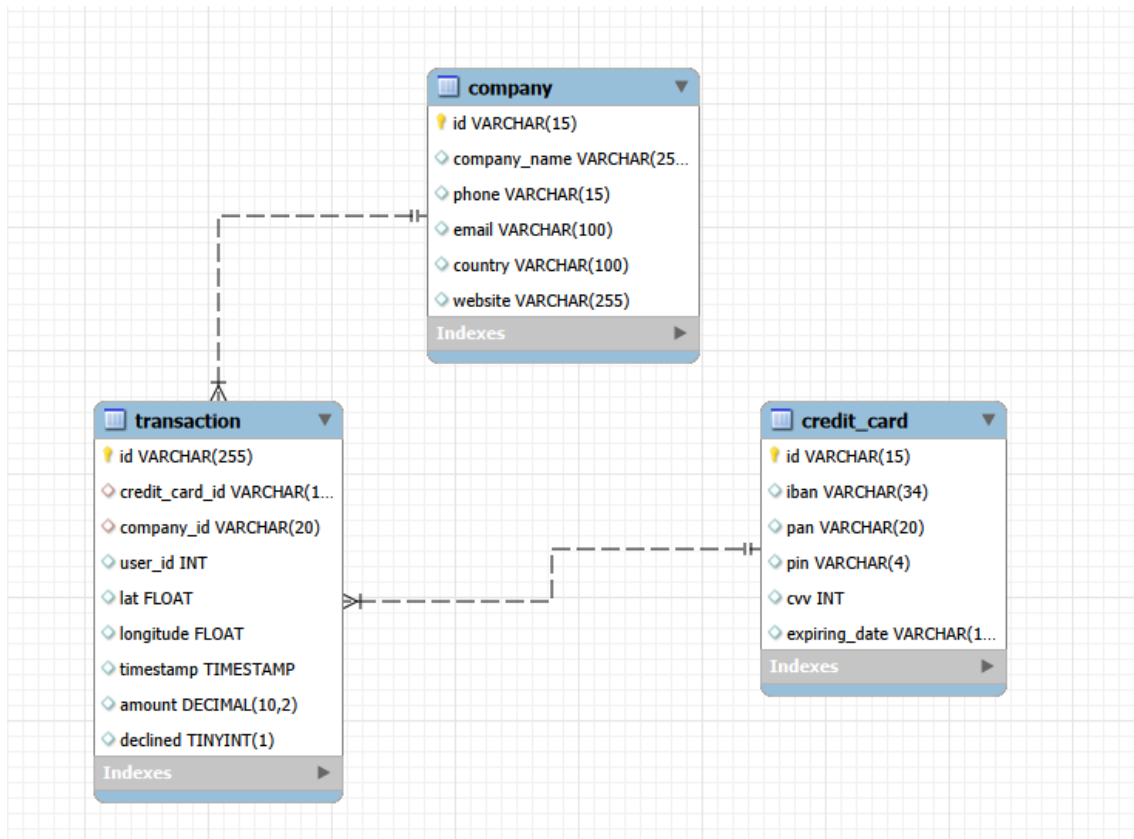 company
id VARCHAR(15)
company_name VARCHAR(25...
phone VARCHAR(15)
email VARCHAR(100)
country VARCHAR(100)
website VARCHAR(255)
Indexes
transaction
id VARCHAR(255)
credit_card_id VARCHAR(1...
company_id VARCHAR(20)
user_id INT
lat FLOAT
longitude FLOAT
timestamp TIMESTAMP
amount DECIMAL(10,2)
declined TINYINT(1)
Indexes
credit_card
id VARCHAR(15)
iban VARCHAR(34)
pan VARCHAR(20)
pin VARCHAR(4)
cvv INT
expiring_date VARCHAR(1...
Indexes